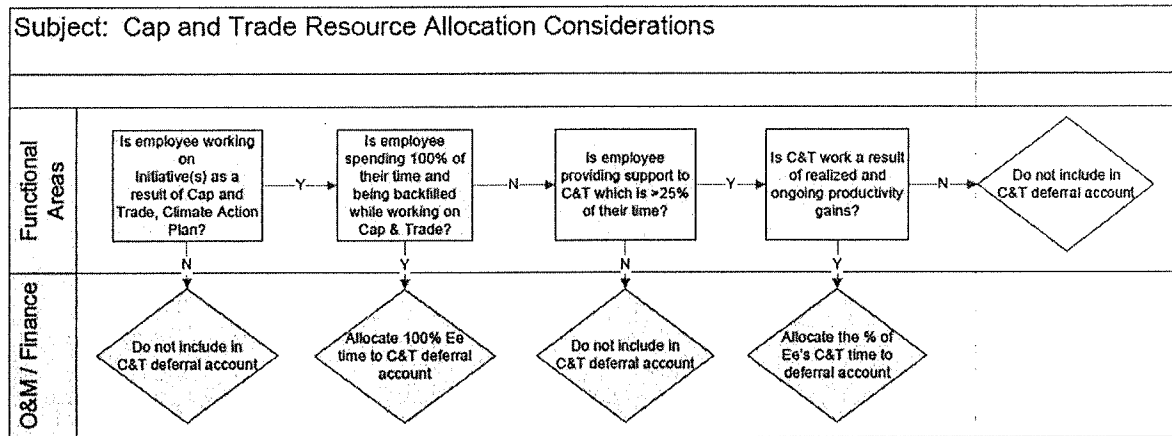 Subject: Cap and Trade Resource Allocation Considerations
Functional
Areas
Is employee working
on
Initiative(s) as a
result of Cap and
Trade, Climate Action
Plan?
Y
Is employee
spending 100% of
their time and
being backfilled
while working on
Cap & Trade?
N
Is employee
providing support to
C&T which is >25%
of their time?
Y
Is C&T work a result
of realized and
ongoing productivity
gains?
N
Do not include in
C&T deferral account
N
Y
N
Y
O&M / Finance
Do not include in
C&T deferral account
Allocate 100% Ee
time to C&T deferral
account
Do not include in
C&T deferral account
Allocate the % of
Ee's C&T time to
deferral account